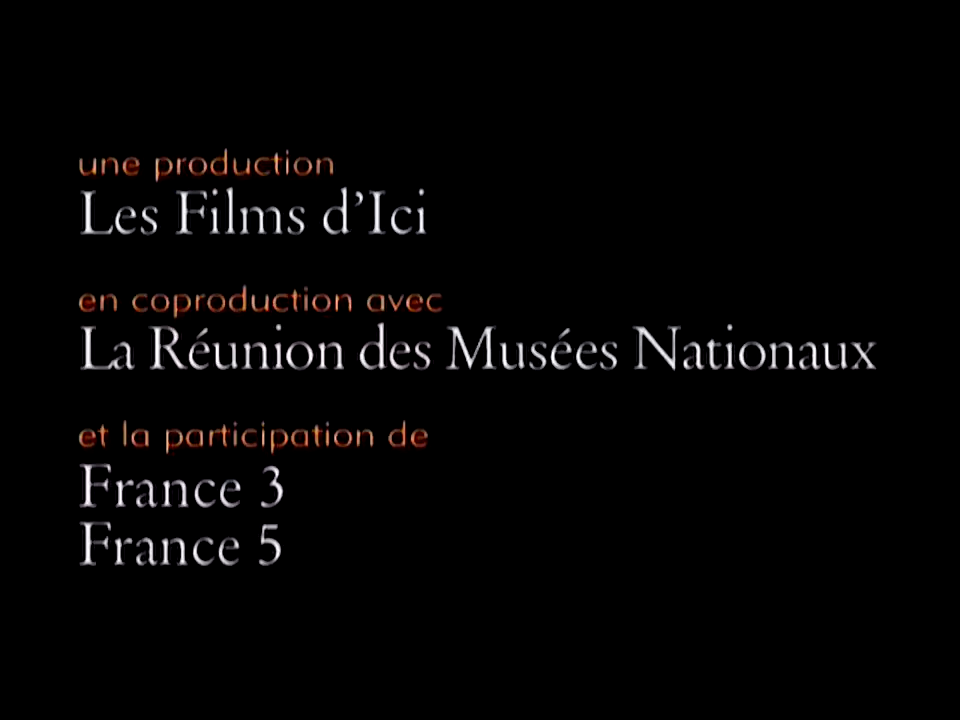 une production
Les Films d'Ici
en coproduction avec
La Réunion des Musées Nationaux
et la participation de
France 3
France 5